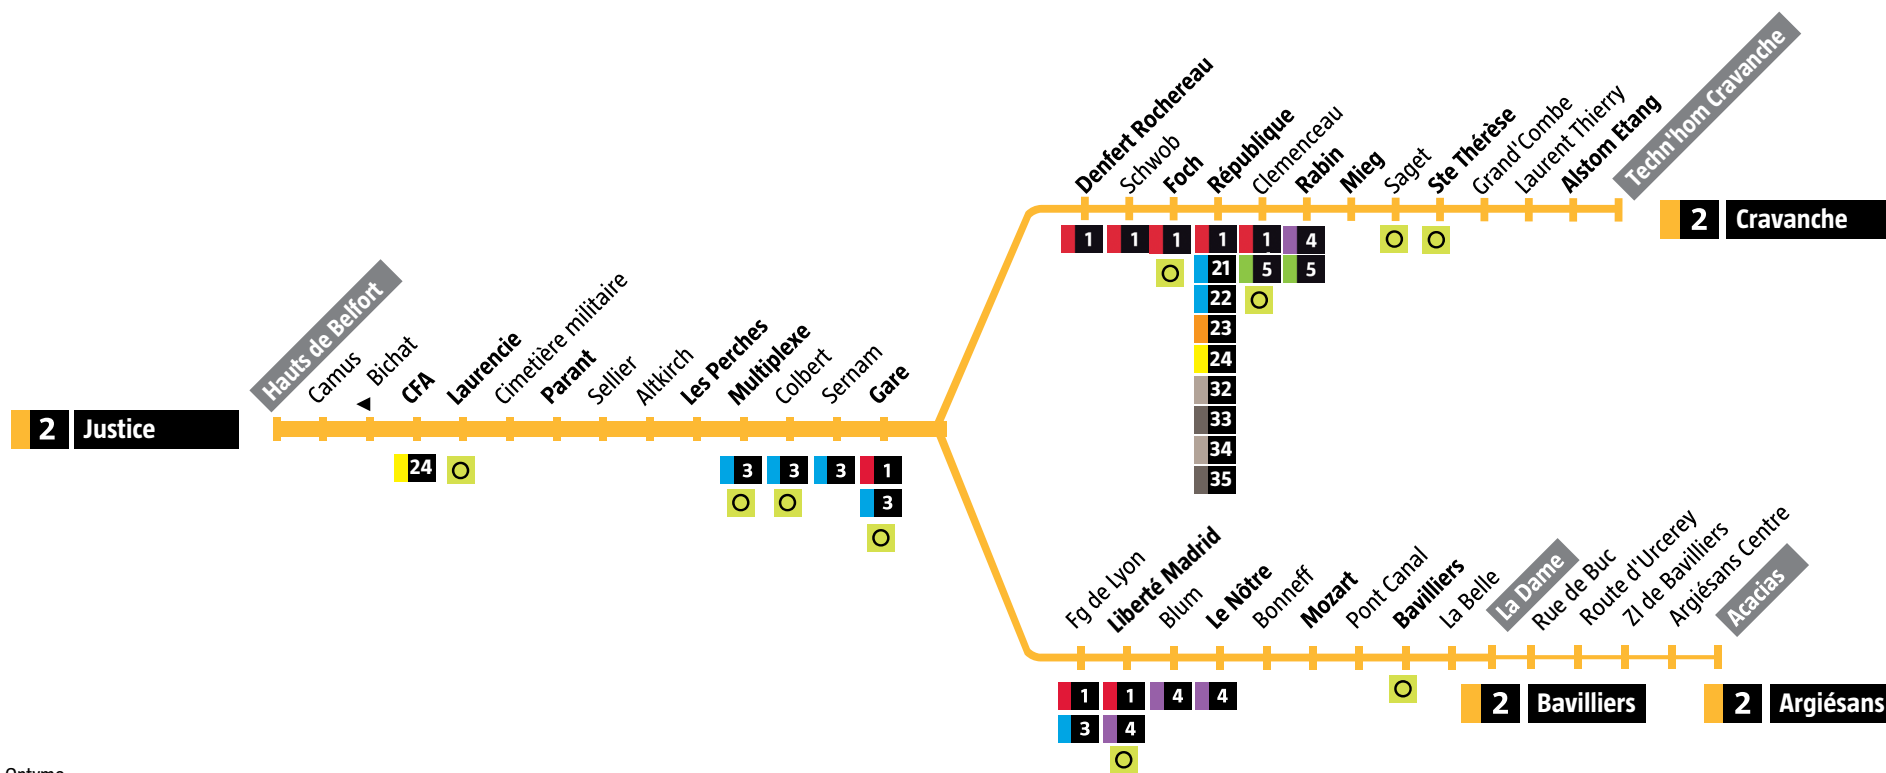 Denfert Rochereau
Schwob
Foch
République
Clemenceau
Rabin
Mieg
Saget
Ste Thérèse
Grand'Combe
Laurent Thierry
Alstom Etang
Techn'hom Cravanche
2 Cravanche
1 1 1 1 1 4
21 5 5
22
23
24
32
33
34
35
Hauts de Belfort
Camus
Bichat
CFA
Laurencie
Cimetière militaire
Parant
Sellier
Altkirch
Les Perches
Multiplexe
Colbert
Sernam
Gare
2 Justice
24 3 3 3 1
3
Fg de Lyon
Liberté Madrid
Blum
Le Nôtre
Bonneff
Mozart
Pont Canal
Bavilliers
La Belle
La Dame
Rue de Buc
Route d'Urcerey
ZI de Bavilliers
Argiésans Centre
Acacias
1 1 4 4
3 4
2 Bavilliers
2 Argiésans